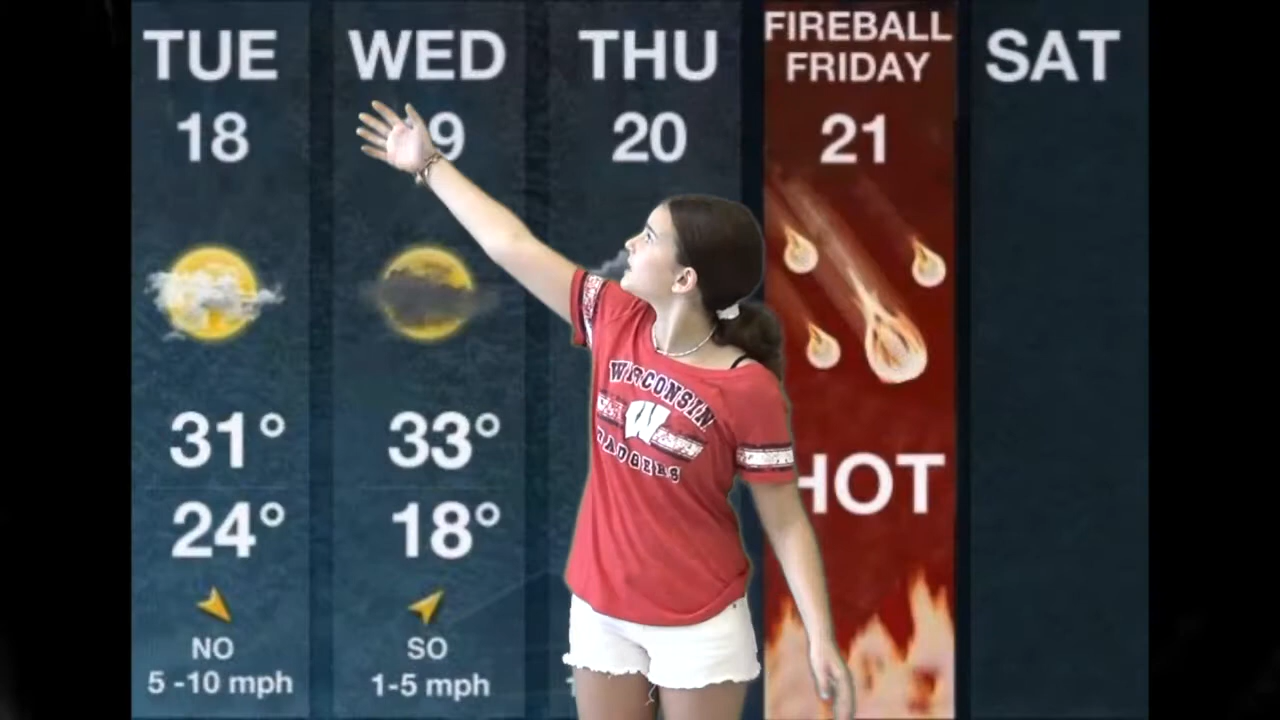 TUE
18
31°
24°
NO
5 -10 mph
WED
9
33°
18°
SO
1-5 mph
THU
20
FIREBALL
FRIDAY
21
HOT
SAT
WISCONSIN
W
BADGERS